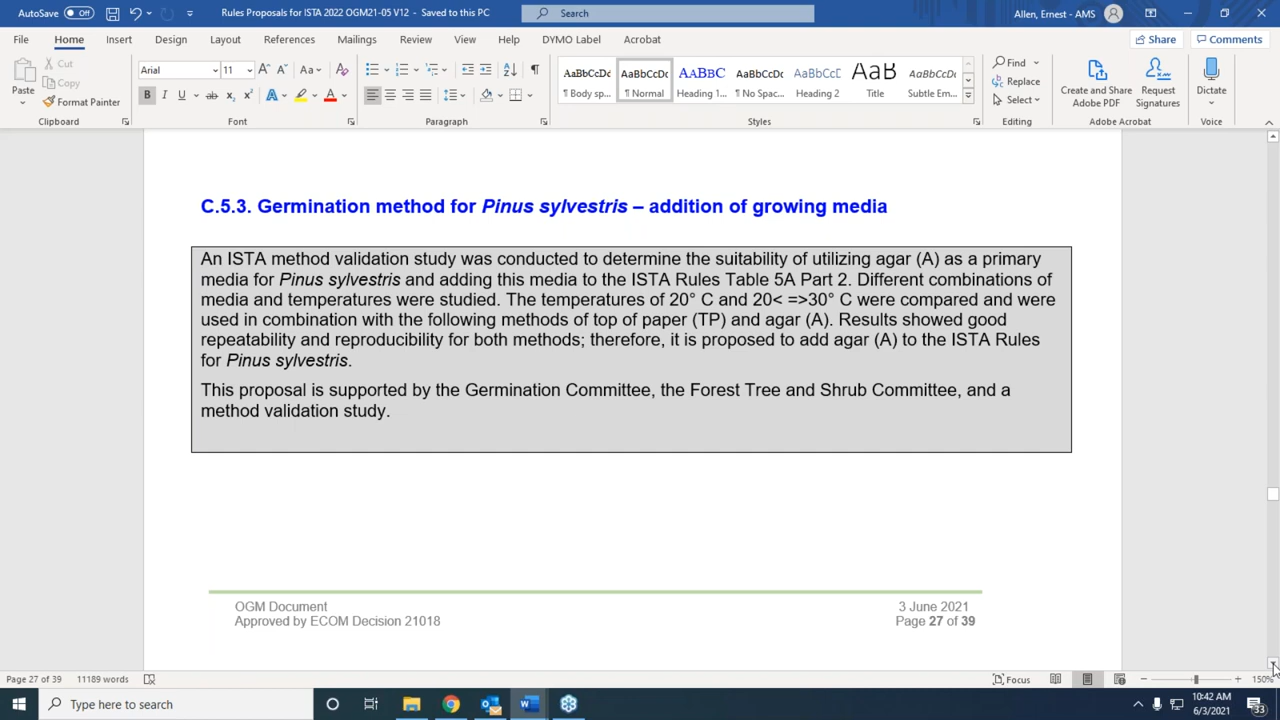 AutoSave Off Rules Proposals for ISTA 2022 OGM21-05 V12 - Saved to this PC Search Allen, Ernest - AMS
File Home Insert Design Layout References Mailings Review View Help DYMO Label Acrobat Share Comments
Paste Cut Copy Format Painter
Arial 11
AaBbCcDd ¶ Body sp... AaBbCcDc ¶ Normal AABBC Heading 1... AaBbCcDc ¶ No Spac... AaBbCcD Heading 2 AaB Title AaBbCcDd Subtle Em...
Find Replace Select
Create and Share Adobe PDF Request Signatures Dictate
Clipboard Font Paragraph Styles Editing Adobe Acrobat Voice
C.5.3. Germination method for Pinus sylvestris – addition of growing media
An ISTA method validation study was conducted to determine the suitability of utilizing agar (A) as a primary
media for Pinus sylvestris and adding this media to the ISTA Rules Table 5A Part 2. Different combinations of
media and temperatures were studied. The temperatures of 20° C and 20< =>30° C were compared and were
used in combination with the following methods of top of paper (TP) and agar (A). Results showed good
repeatability and reproducibility for both methods; therefore, it is proposed to add agar (A) to the ISTA Rules
for Pinus sylvestris.
This proposal is supported by the Germination Committee, the Forest Tree and Shrub Committee, and a
method validation study.
OGM Document 3 June 2021
Approved by ECOM Decision 21018 Page 27 of 39
Page 27 of 39 11189 words Focus 150%
Type here to search 10:42 AM
6/3/2021 33